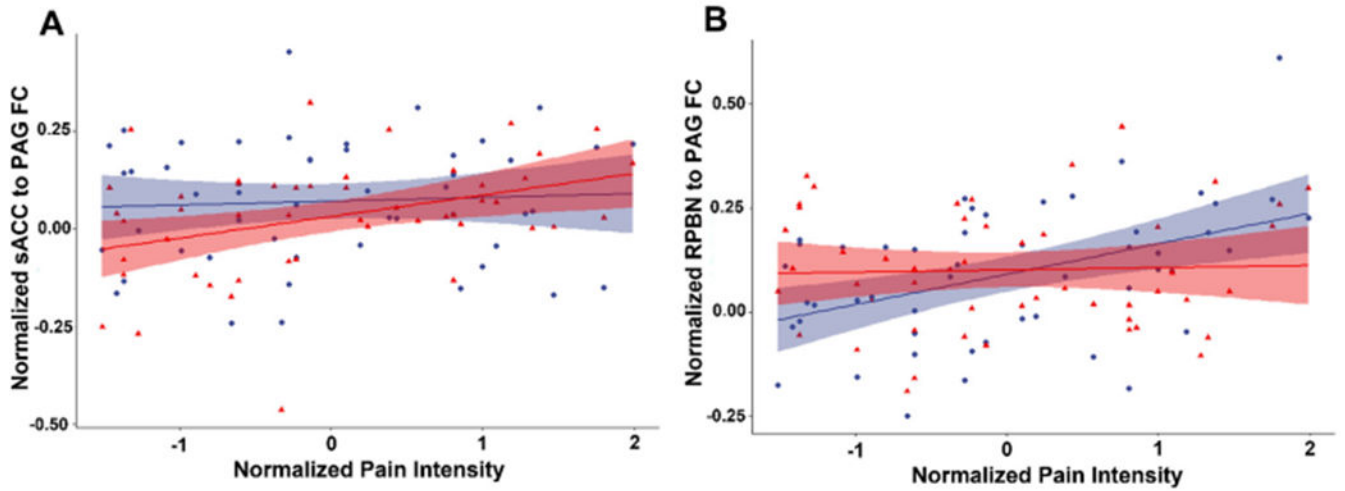 A
Normalized sACC to PAG FC
0.25
0.00
-0.25
-0.50
-1
0
1
2
Normalized Pain Intensity
B
Normalized RPBN to PAG FC
0.50
0.25
0.00
-0.25
-1
0
1
2
Normalized Pain Intensity